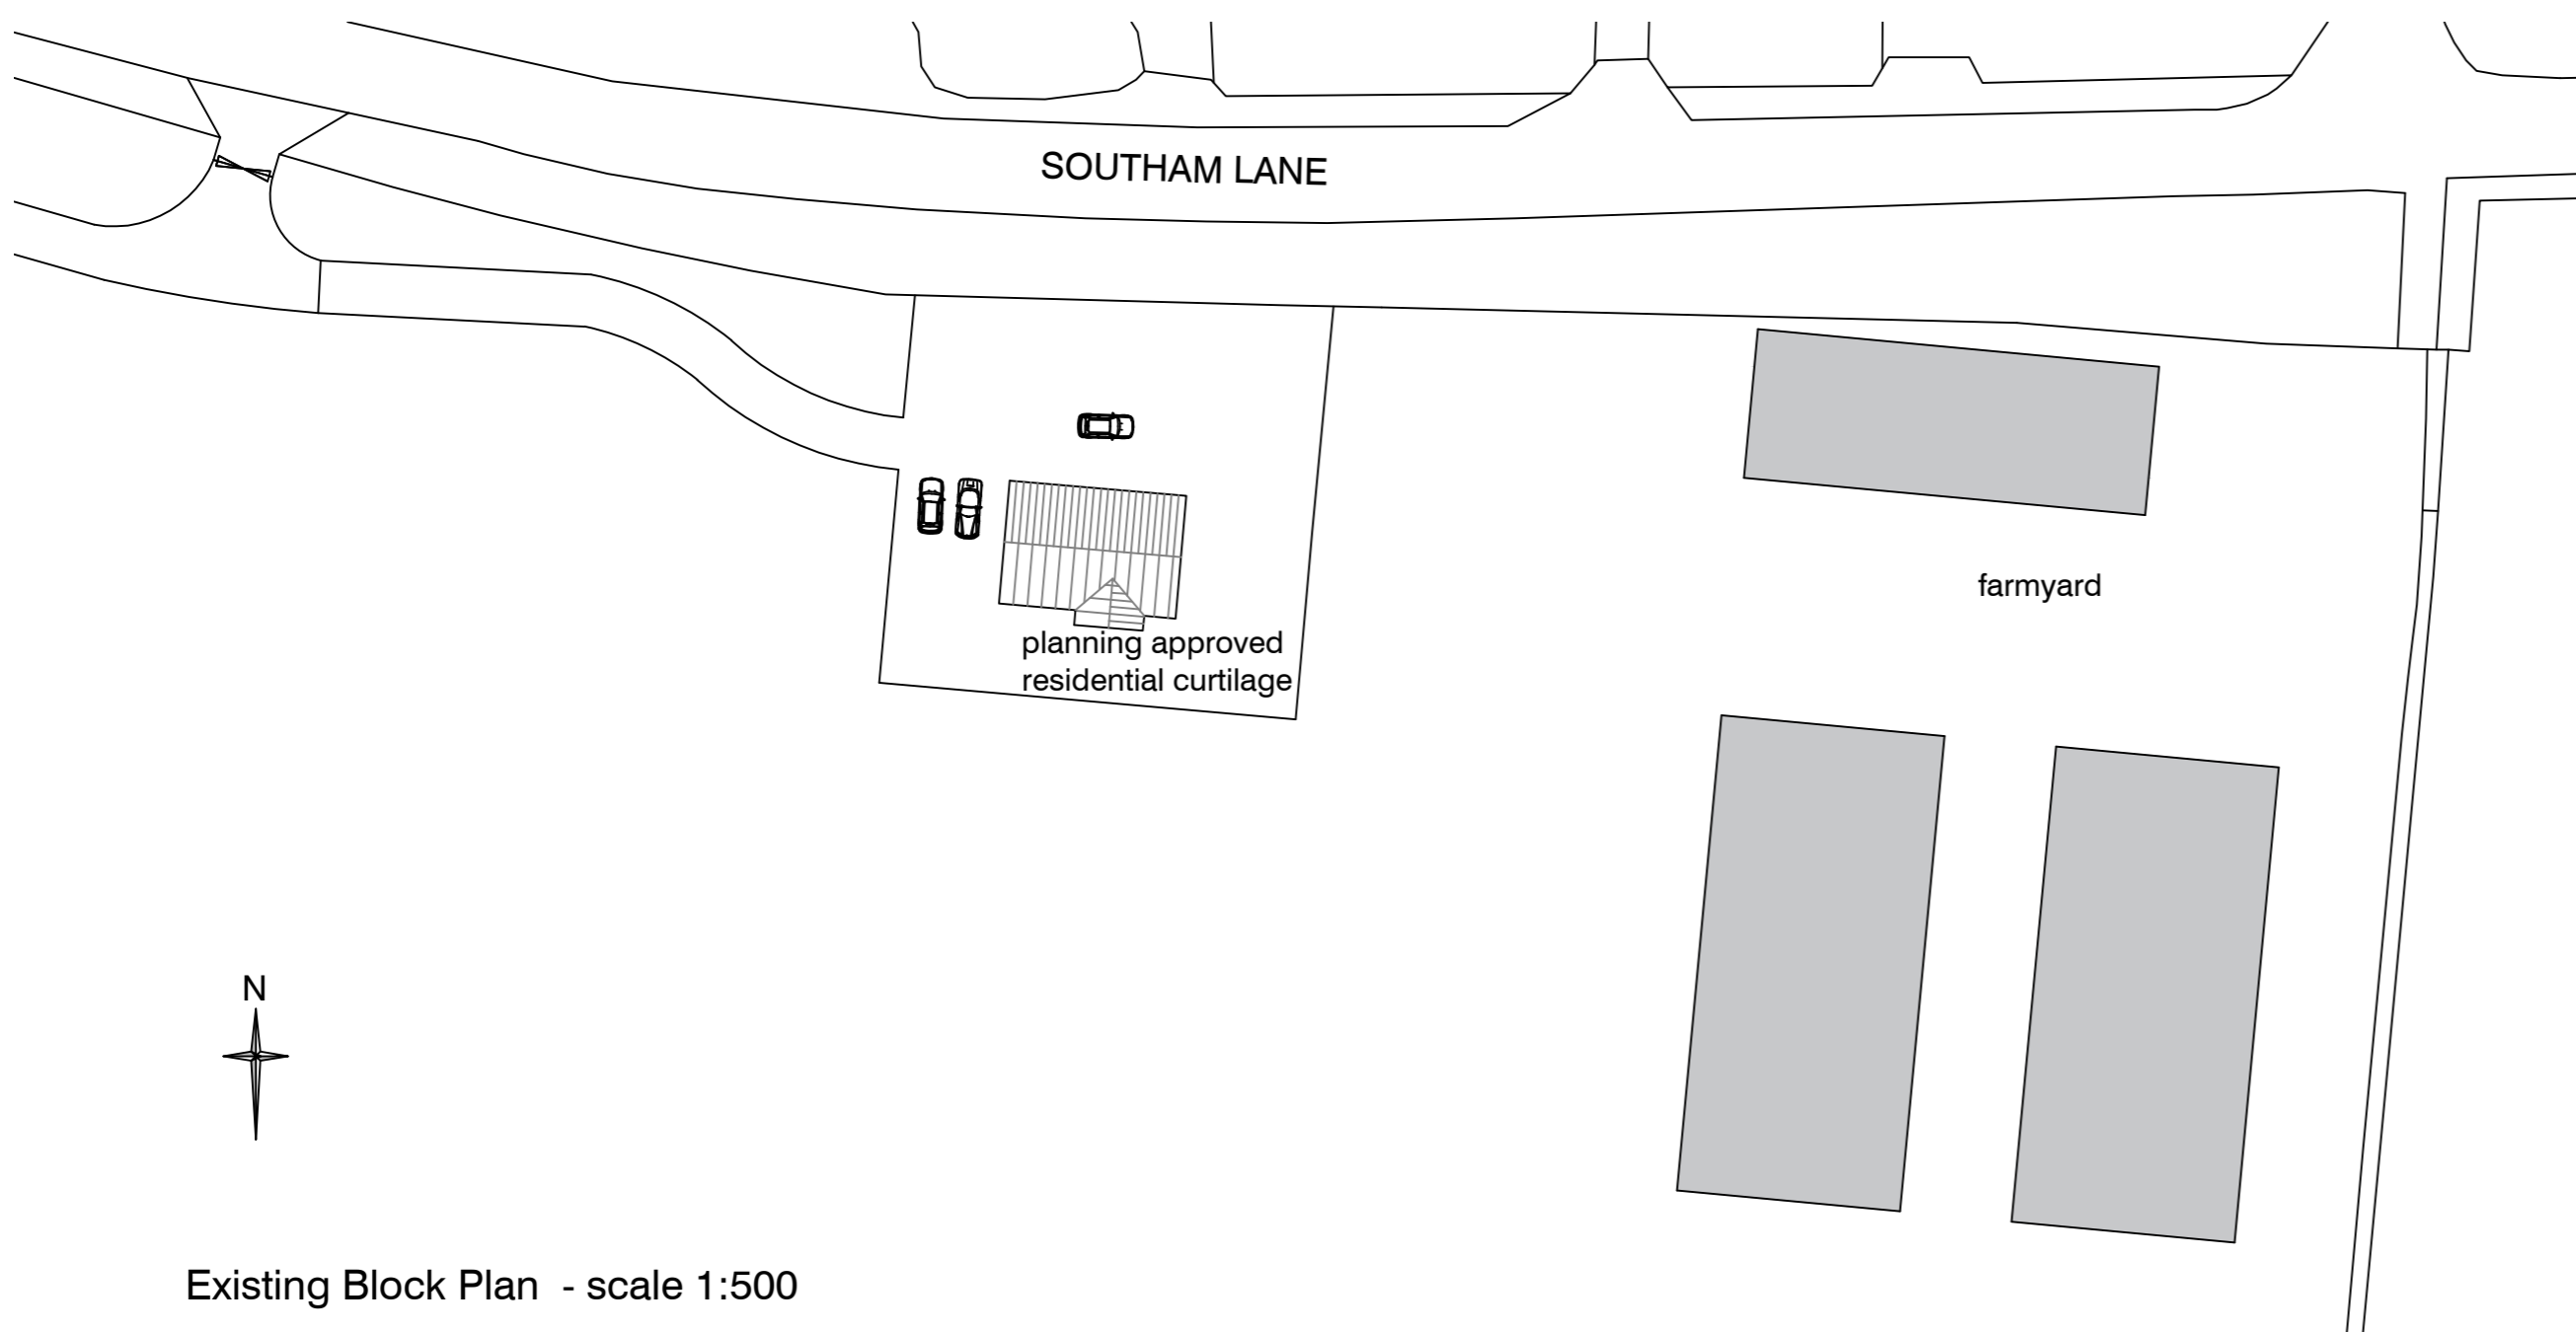 SOUTHAM LANE
farmyard
planning approved
residential curtilage
N
Existing Block Plan  - scale 1:500